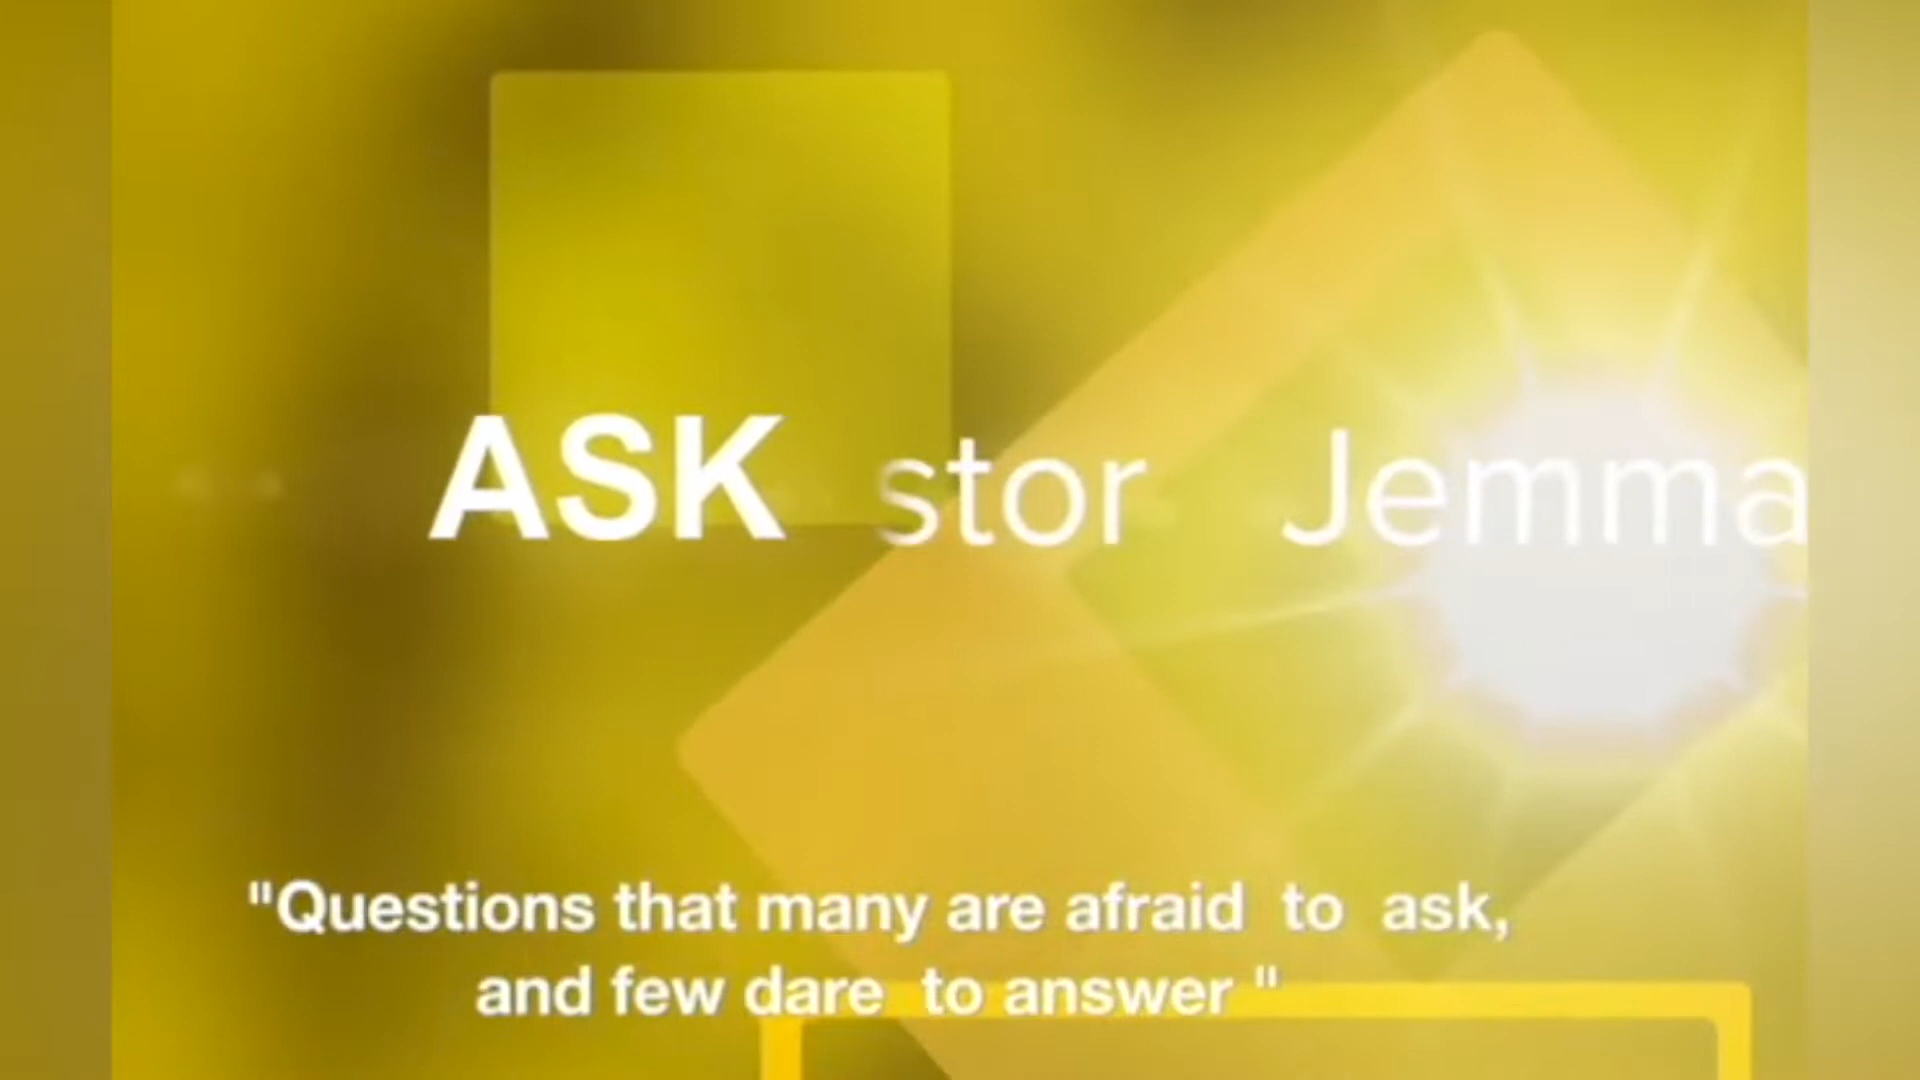 ASK stor Jemma
"Questions that many are afraid to ask,
and few dare to answer "